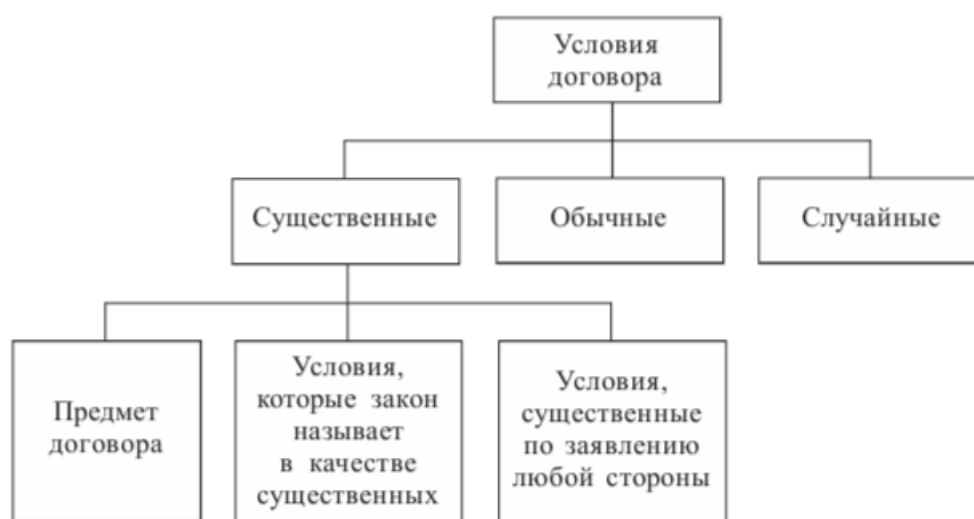 Условия
договора
Существенные
Обычные
Случайные
Предмет
договора
Условия,
которые закон
называет
в качестве
существенных
Условия,
существенные
по заявлению
любой стороны